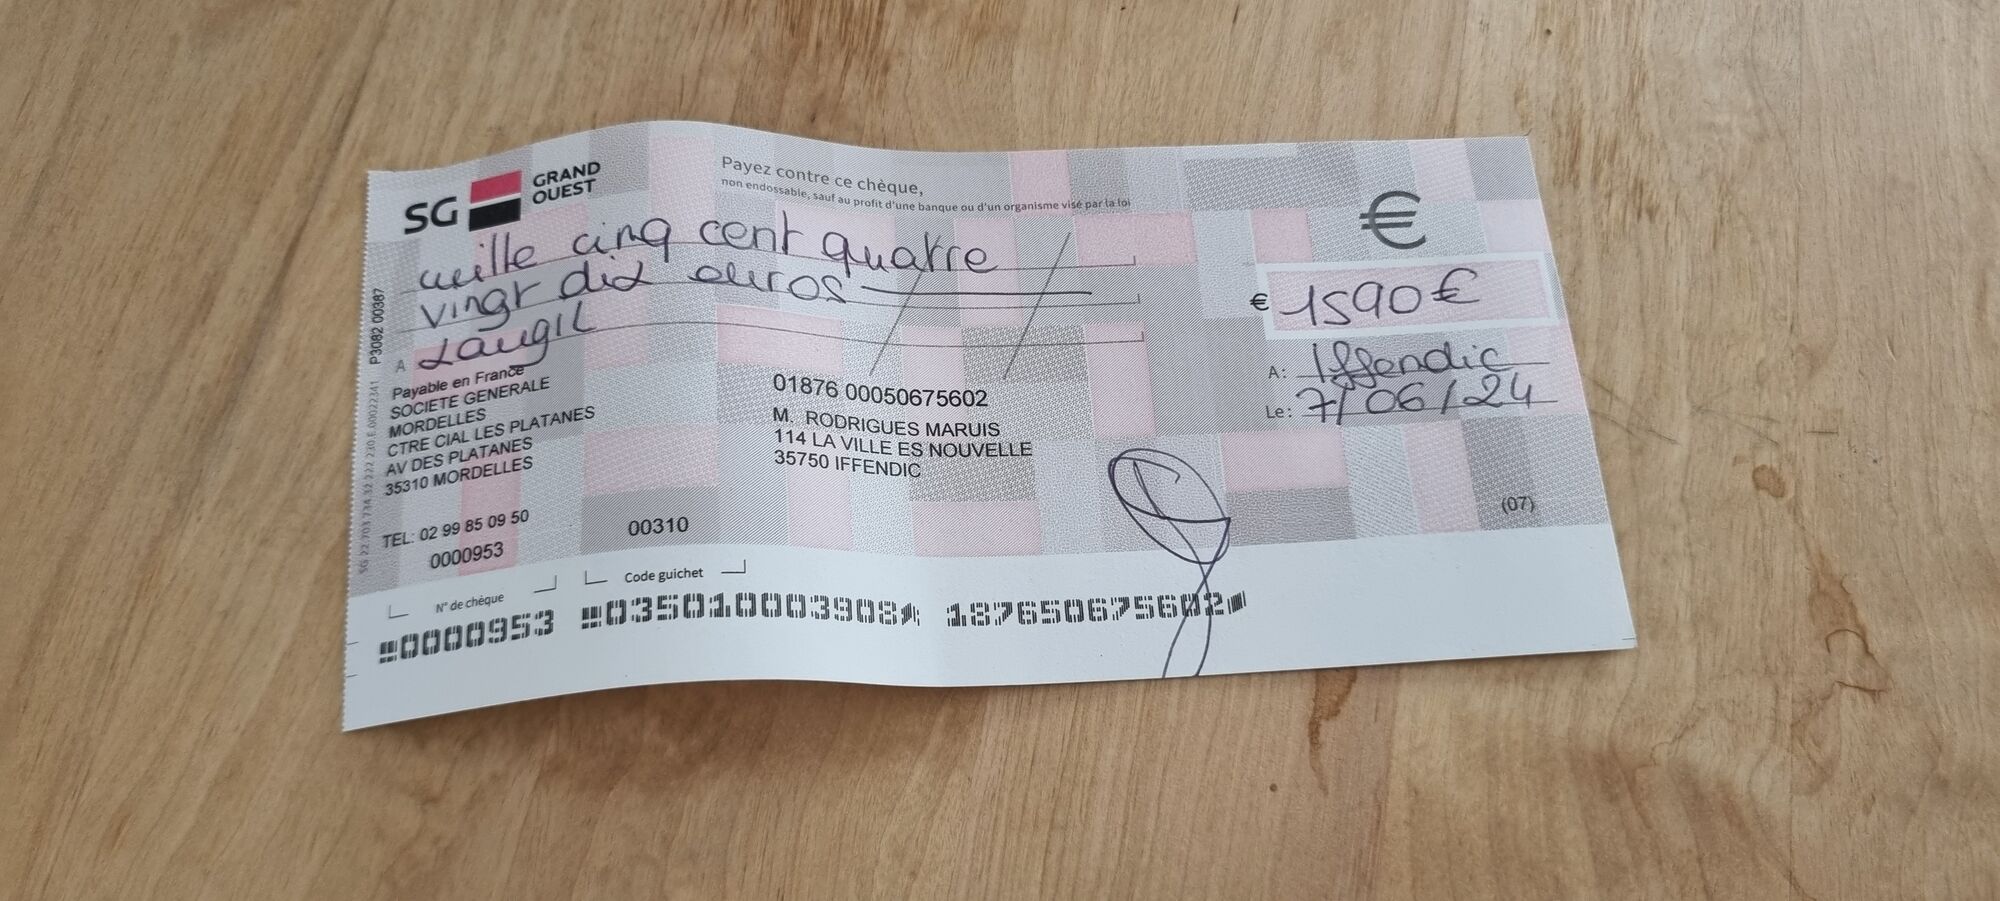 SG GRAND OUEST
Payez contre ce chèque,
non endossable, sauf au profit d'une banque ou d'un organisme visé par la loi
€
mille cinq cent quatre
vingt dix euros
€ 1590€
A Laugil
A: Iffendic
Le: 7/06/24
P3082 00387
Payable en France
SOCIETE GENERALE
MORDELLES
CTRE CIAL LES PLATANES
AV DES PLATANES
35310 MORDELLES
TEL: 02 99 85 09 50
0000953
00310
01876 00050675602
M. RODRIGUES MARUIS
114 LA VILLE ES NOUVELLE
35750 IFFENDIC
(07)
N° de chèque
Code guichet
0000953 035010003908 187650675602